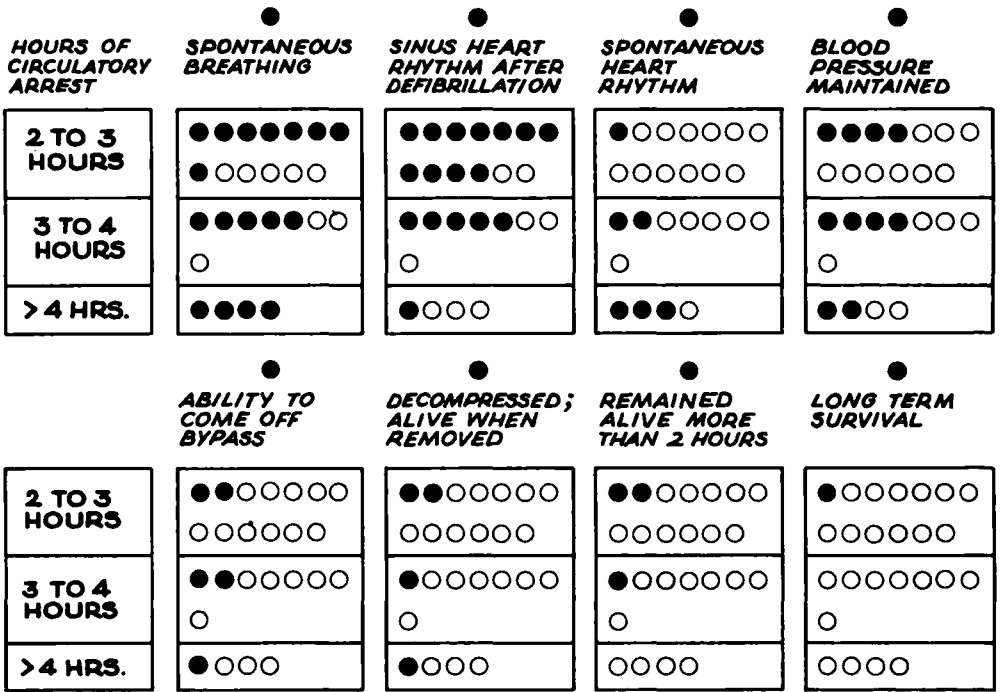 HOURS OF
CIRCULATORY
ARREST
SPONTANEOUS
BREATHING
SINUS HEART
RHYTHM AFTER
DEFIBRILLATION
SPONTANEOUS
HEART
RHYTHM
BLOOD
PRESSURE
MAINTAINED
2 TO 3
HOURS
3 TO 4
HOURS
>4 HRS.
ABILITY TO
COME OFF
BYPASS
DECOMPRESSED;
ALIVE WHEN
REMOVED
REMAINED
ALIVE MORE
THAN 2 HOURS
LONG TERM
SURVIVAL
2 TO 3
HOURS
3 TO 4
HOURS
>4 HRS.